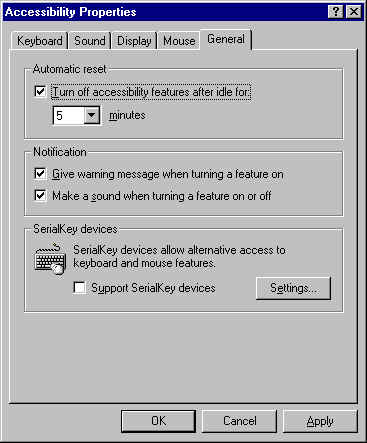 Accessibility Properties
Keyboard Sound Display Mouse General
Automatic reset
Turn off accessibility features after idle for:
5 minutes
Notification
Give warning message when turning a feature on
Make a sound when turning a feature on or off
SerialKey devices
SerialKey devices allow alternative access to
keyboard and mouse features.
Support SerialKey devices Settings...
OK Cancel Apply